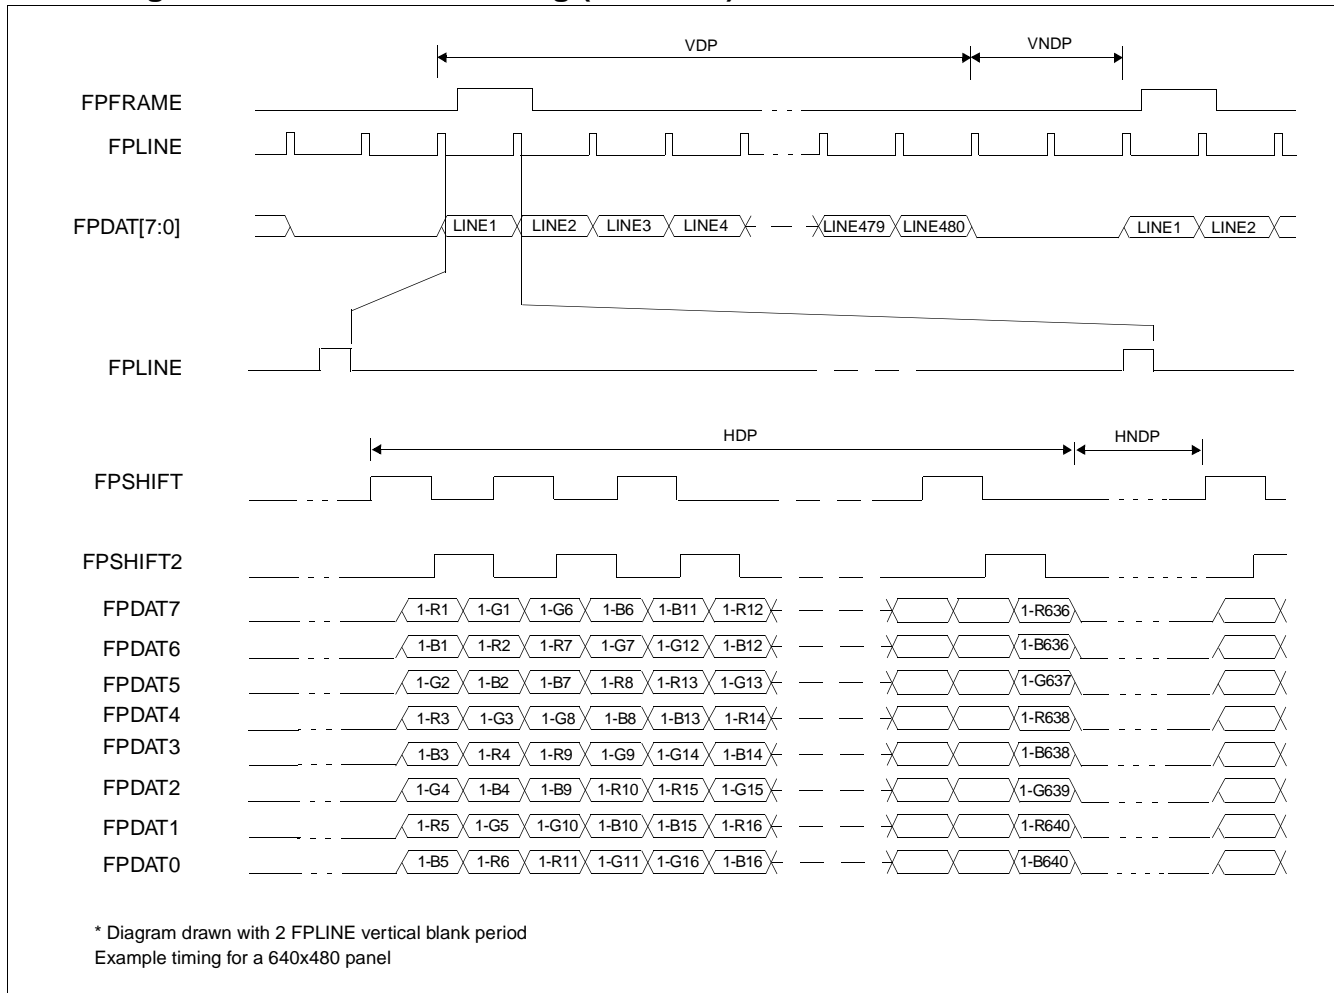 VDP VNDP
FPFRAME
FPLINE
FPDAT[7:0] LINE1 LINE2 LINE3 LINE4 LINE479 LINE480 LINE1 LINE2
FPLINE
HDP HNDP
FPSHIFT
FPSHIFT2
FPDAT7 1-R1 1-G1 1-G6 1-B6 1-B11 1-R12 1-R636
FPDAT6 1-B1 1-R2 1-R7 1-G7 1-G12 1-B12 1-B636
FPDAT5 1-G2 1-B2 1-B7 1-R8 1-R13 1-G13 1-G637
FPDAT4 1-R3 1-G3 1-G8 1-B8 1-B13 1-R14 1-R638
FPDAT3 1-B3 1-R4 1-R9 1-G9 1-G14 1-B14 1-B638
FPDAT2 1-G4 1-B4 1-B9 1-R10 1-R15 1-G15 1-G639
FPDAT1 1-R5 1-G5 1-G10 1-B10 1-B15 1-R16 1-R640
FPDAT0 1-B5 1-R6 1-R11 1-G11 1-G16 1-B16 1-B640
* Diagram drawn with 2 FPLINE vertical blank period
Example timing for a 640x480 panel